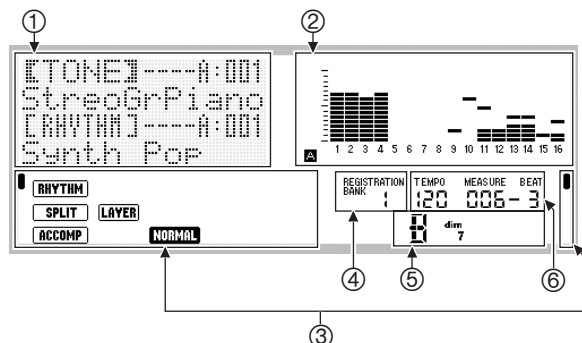 ① ②
【TONE】----A:001
StreoGrPiano
[RHYTHM]----A:001
Synth Pop
A
1 2 3 4 5 6 7 8 9 10 11 12 13 14 15 16
RHYTHM
SPLIT LAYER
ACCOMP NORMAL
REGISTRATION BANK 1
TEMPO MEASURE BEAT
120 006-3
dim
7
④ ⑤ ⑥
③